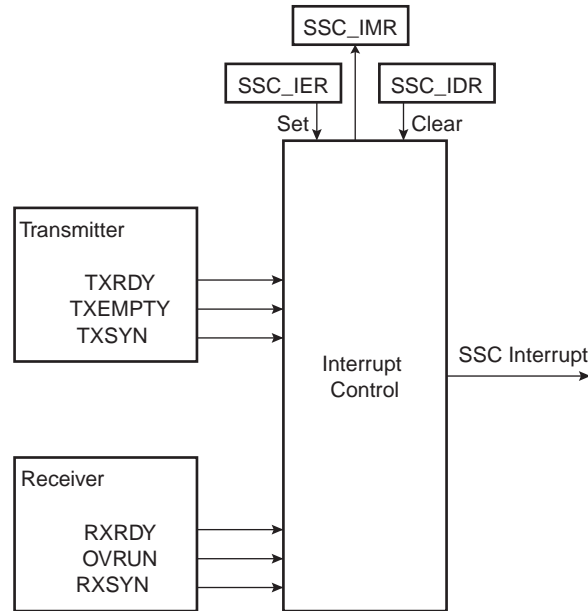 SSC_IMR
SSC_IER
SSC_IDR
Set
Clear
Transmitter
TXRDY
TXEMPTY
TXSYN
Interrupt
Control
SSC Interrupt
Receiver
RXRDY
OVRUN
RXSYN